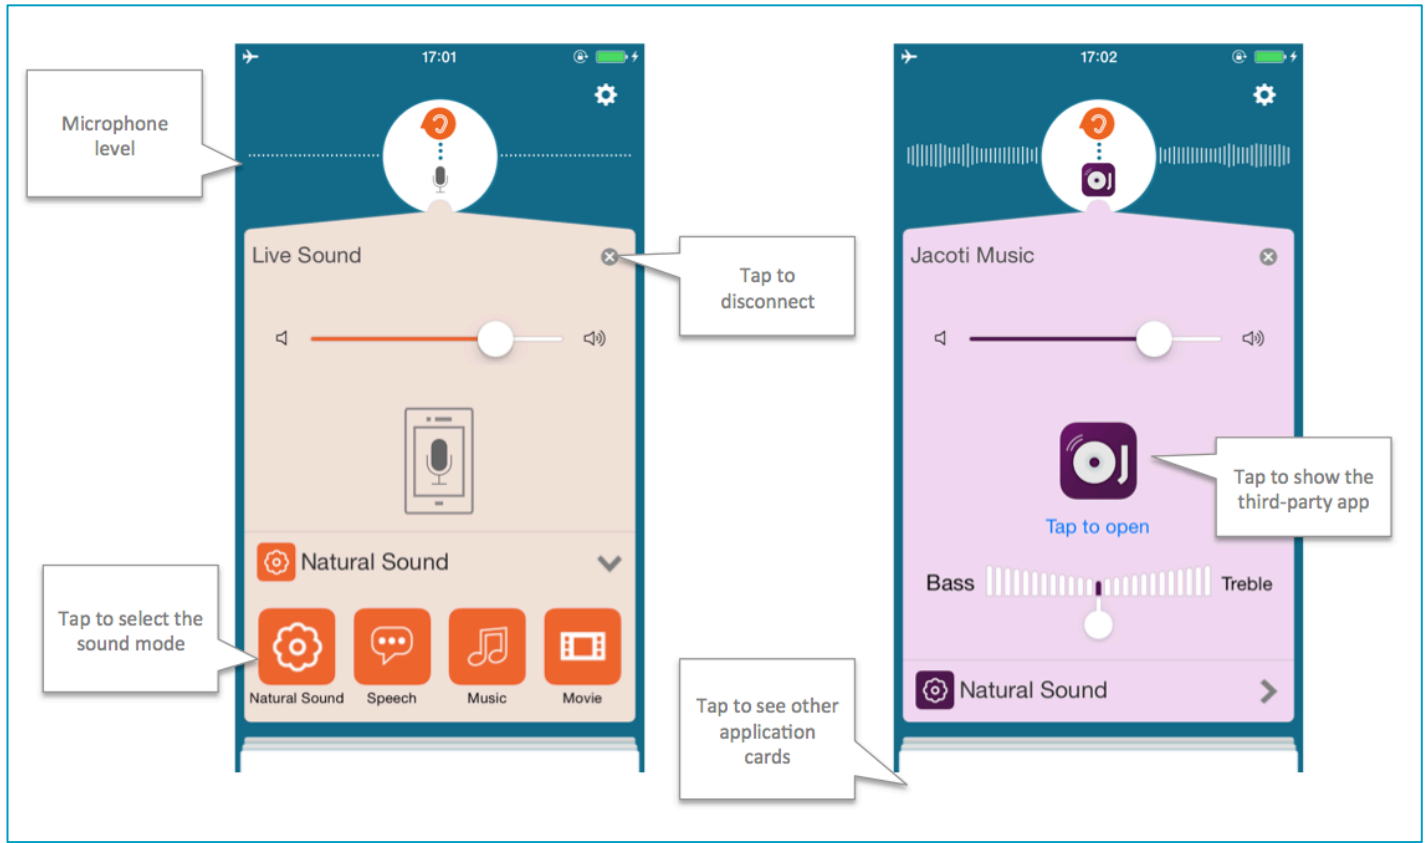 17:01
Microphone
level
Live Sound
Tap to
disconnect
Natural Sound
Tap to select the
sound mode
Natural Sound
Speech
Music
Movie
17:02
Jacoti Music
Tap to show the
third-party app
Tap to open
Bass
Treble
Natural Sound
Tap to see other
application
cards